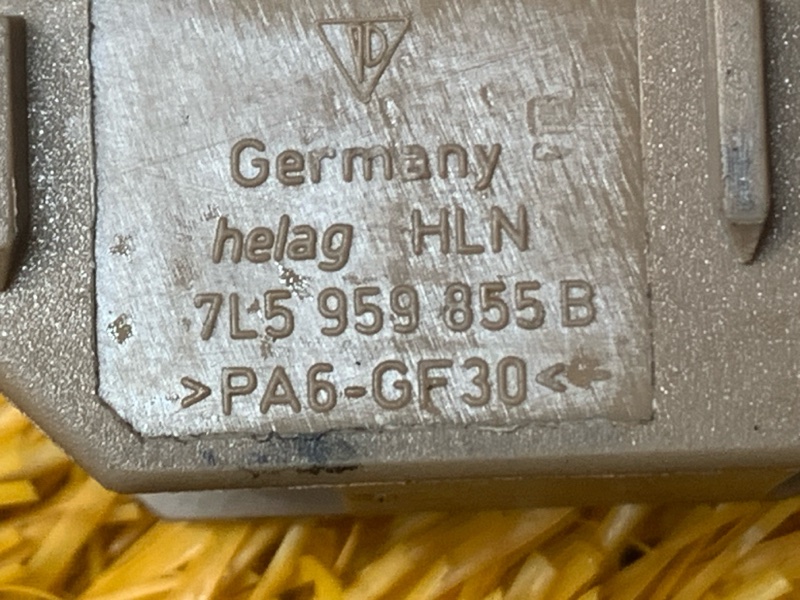 Germany
helag HLN
7L5 959 855 B
>PA6-GF30<